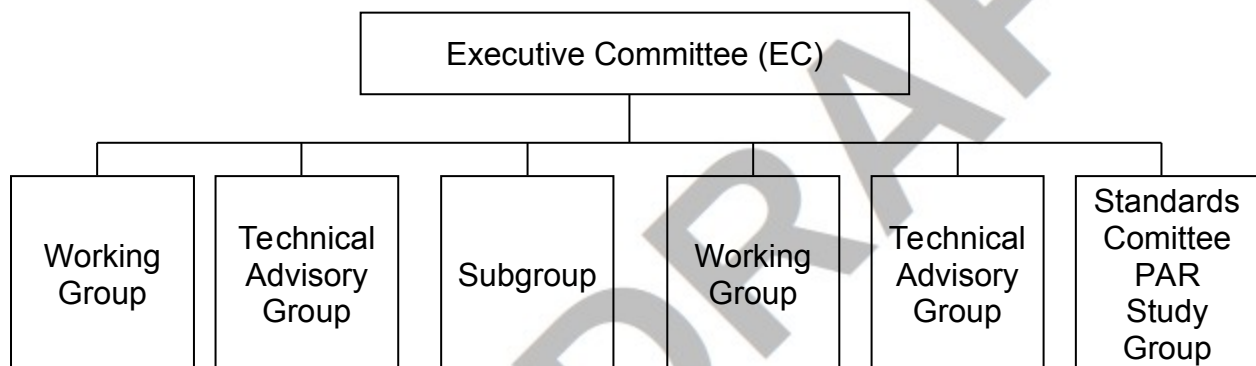 Executive Committee (EC)
Working
Group
Technical
Advisory
Group
Subgroup
Working
Group
Technical
Advisory
Group
Standards
Comittee
PAR
Study
Group
DRAF